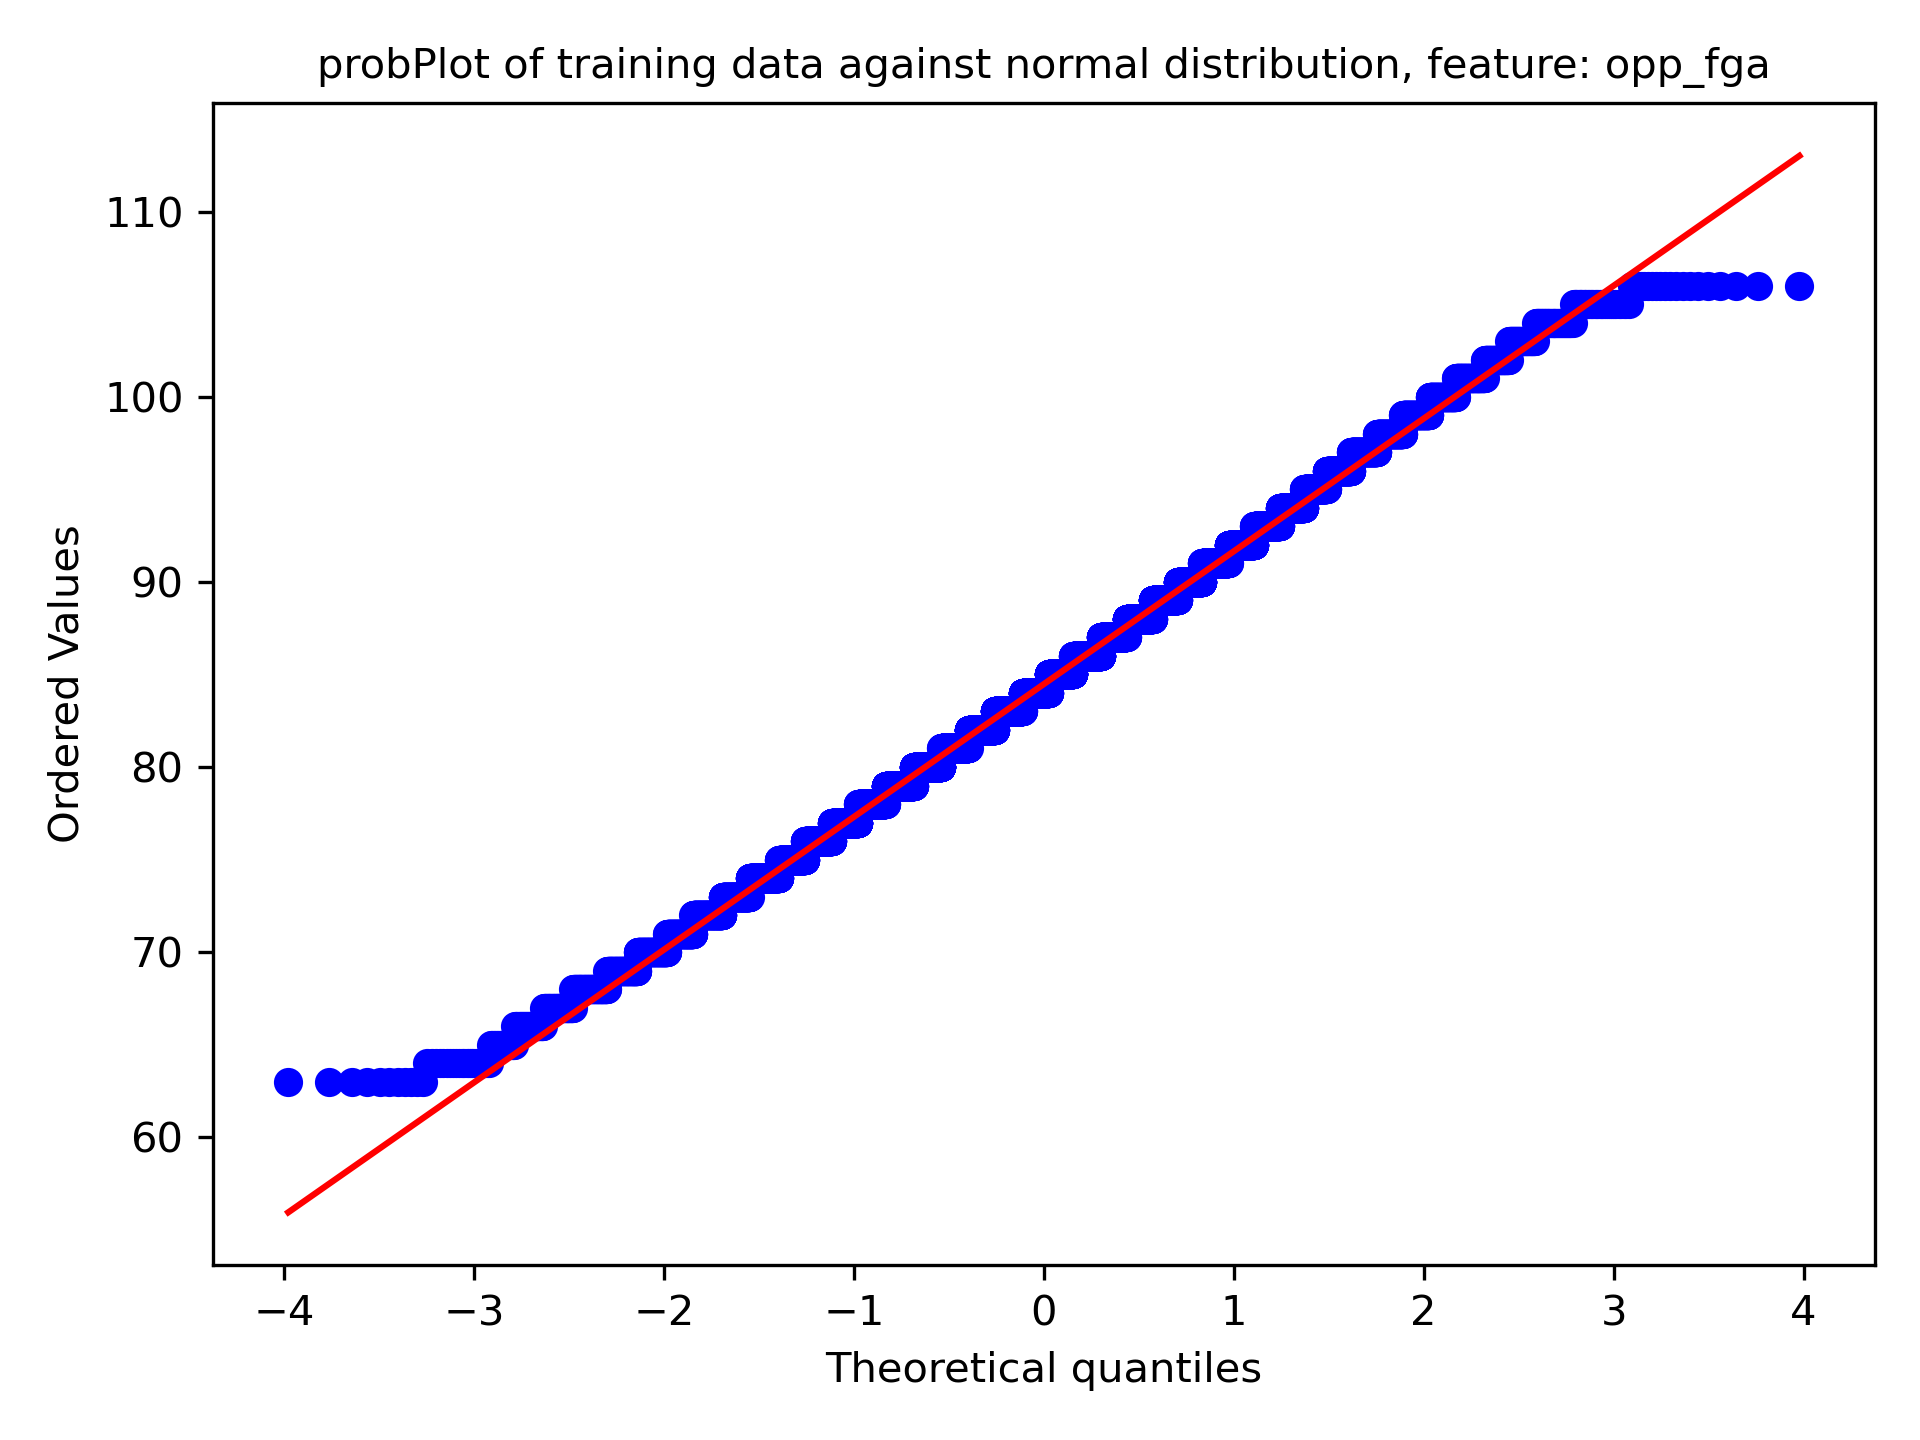 probPlot of training data against normal distribution, feature: opp_fga
110
100
90
80
70
60
Ordered Values
−4 −3 −2 −1 0 1 2 3 4
Theoretical quantiles